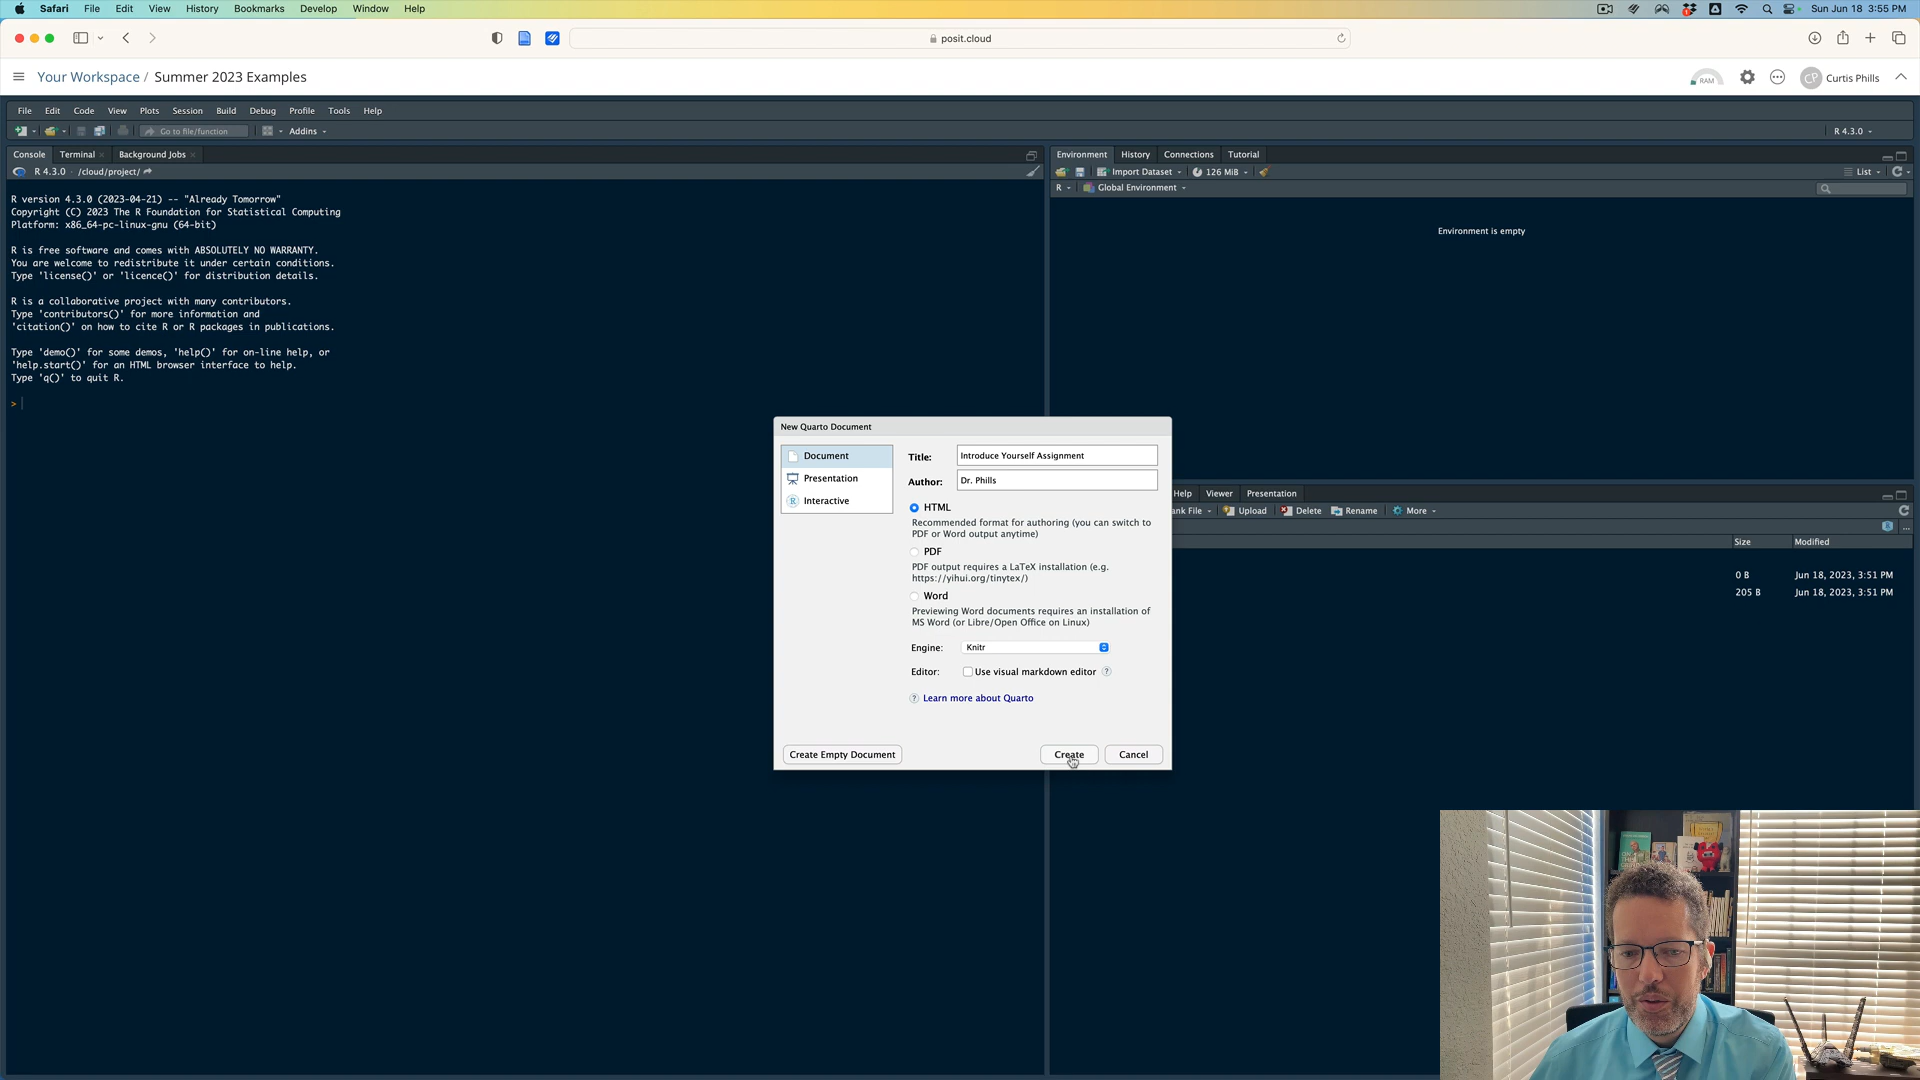 Safari File Edit View History Bookmarks Develop Window Help
Sun Jun 18 3:55 PM
posit.cloud
Your Workspace / Summer 2023 Examples
RAM
CP Curtis Phills
File Edit Code View Plots Session Build Debug Profile Tools Help
Go to file/function
Addins
R 4.3.0
Console Terminal Background Jobs
R 4.3.0 · /cloud/project/
R version 4.3.0 (2023-04-21) -- "Already Tomorrow"
Copyright (C) 2023 The R Foundation for Statistical Computing
Platform: x86_64-pc-linux-gnu (64-bit)
R is free software and comes with ABSOLUTELY NO WARRANTY.
You are welcome to redistribute it under certain conditions.
Type 'license()' or 'licence()' for distribution details.
R is a collaborative project with many contributors.
Type 'contributors()' for more information and
'citation()' on how to cite R or R packages in publications.
Type 'demo()' for some demos, 'help()' for on-line help, or
'help.start()' for an HTML browser interface to help.
Type 'q()' to quit R.
>
Environment History Connections Tutorial
Import Dataset
126 MiB
List
R
Global Environment
Environment is empty
New Quarto Document
Document
Presentation
Interactive
Title: Introduce Yourself Assignment
Author: Dr. Phills
HTML
Recommended format for authoring (you can switch to
PDF or Word output anytime)
PDF
PDF output requires a LaTeX installation (e.g.
https://yihui.org/tinytex/)
Word
Previewing Word documents requires an installation of
MS Word (or Libre/Open Office on Linux)
Engine: Knitr
Editor: Use visual markdown editor ?
? Learn more about Quarto
Create Empty Document
Create
Cancel
Help Viewer Presentation
ank File
Upload
Delete
Rename
More
Size Modified
0 B Jun 18, 2023, 3:51 PM
205 B Jun 18, 2023, 3:51 PM